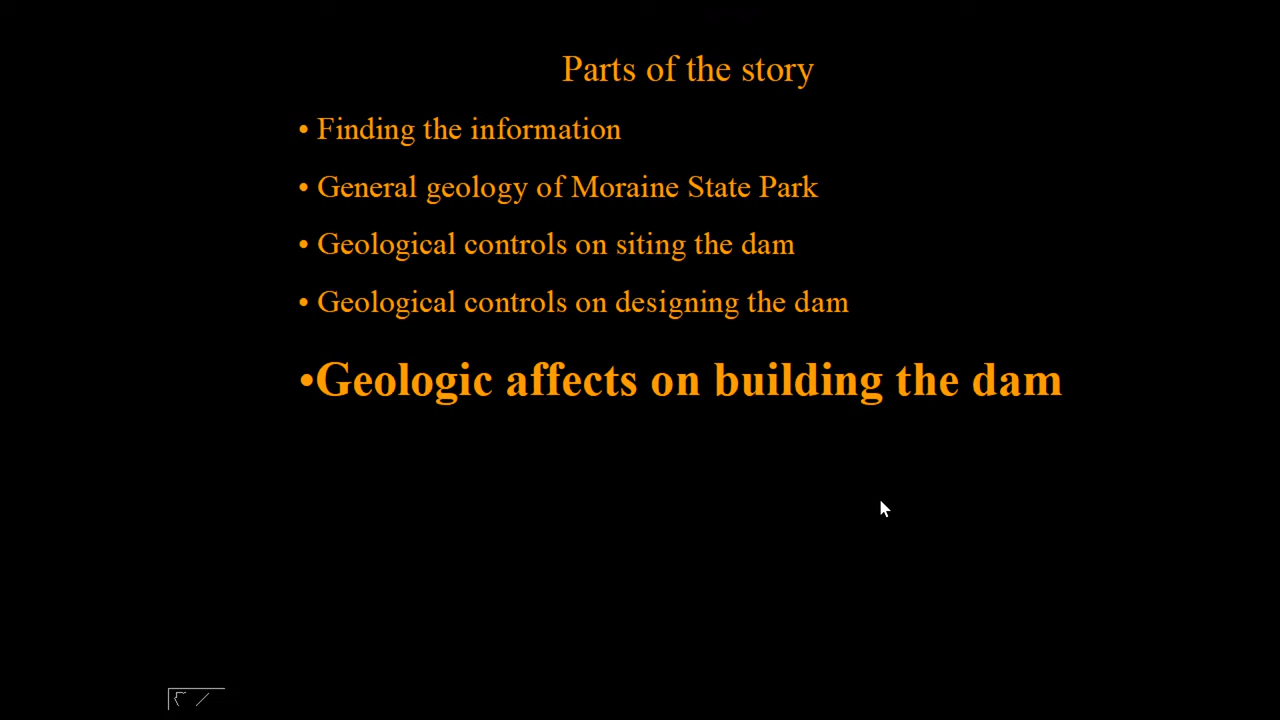 Parts of the story
• Finding the information
• General geology of Moraine State Park
• Geological controls on siting the dam
• Geological controls on designing the dam
•Geologic affects on building the dam